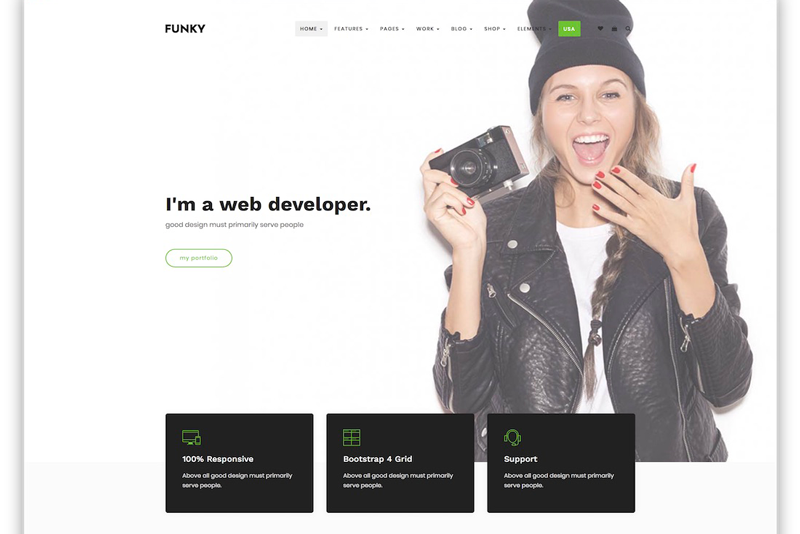 FUNKY
HOME FEATURES PAGES WORK BLOG SHOP ELEMENTS USA
I'm a web developer.
good design must primarily serve people
my portfolio
100% Responsive
Above all good design must primarily
serve people.
Bootstrap 4 Grid
Above all good design must primarily
serve people.
Support
Above all good design must primarily
serve people.